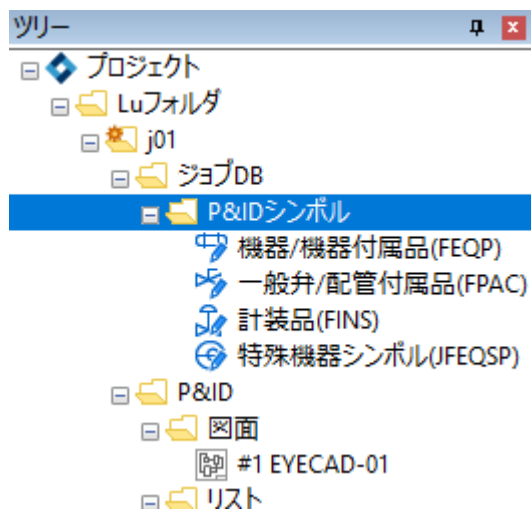 ツリー
プロジェクト
Luフォルダ
j01
ジョブDB
P&IDシンボル
機器/機器付属品(FEQP)
一般弁/配管付属品(FPAC)
計装品(FINS)
特殊機器シンボル(JFEQSP)
P&ID
図面
#1 EYECAD-01
リスト